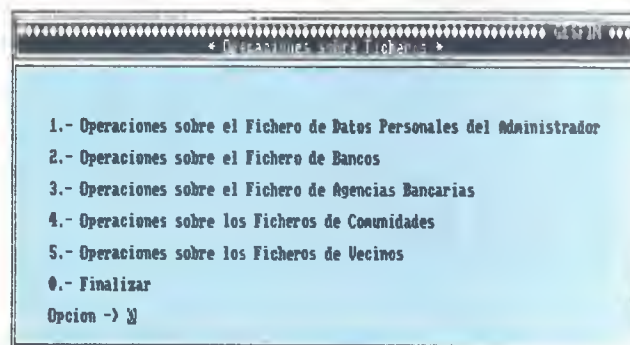 * Operaciones sobre Ficheros *
1.- Operaciones sobre el Fichero de Datos Personales del Administrador
2.- Operaciones sobre el Fichero de Bancos
3.- Operaciones sobre el Fichero de Agencias Bancarias
4.- Operaciones sobre los Ficheros de Comunidades
5.- Operaciones sobre los Ficheros de Vecinos
0.- Finalizar
Opcion ->